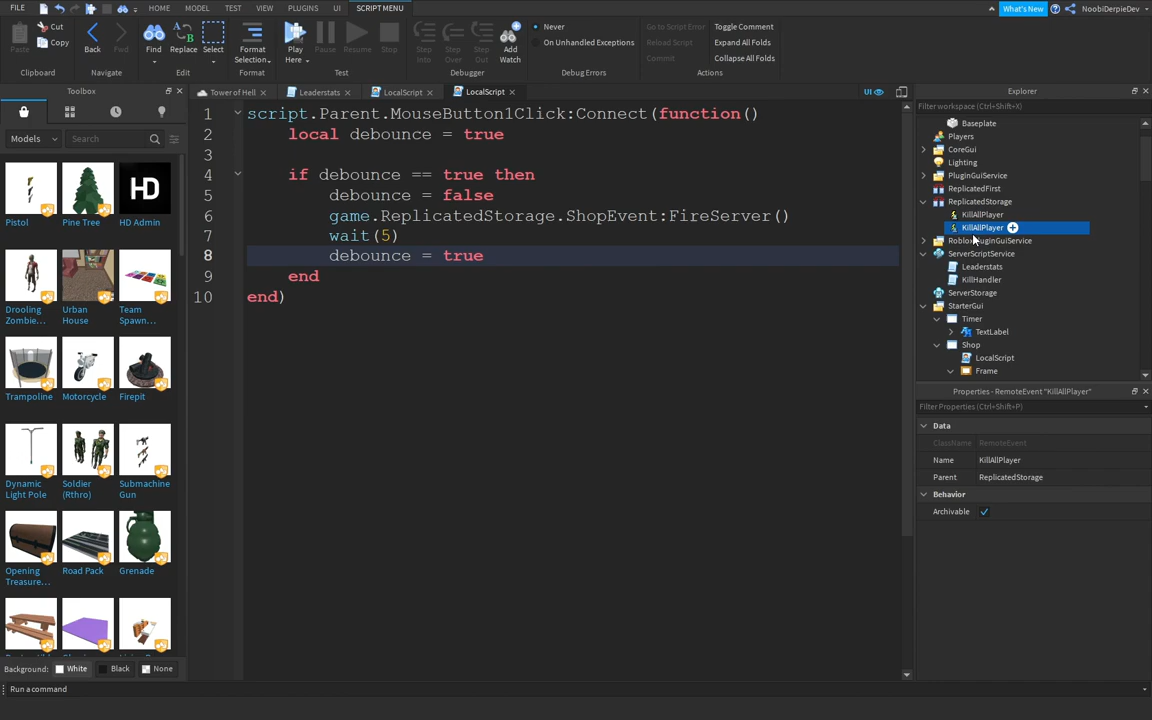 FILE HOME MODEL TEST VIEW PLUGINS UI SCRIPT MENU What's New NoobiDerpieDev
Paste Cut Copy Back Fwd Find Replace Select Format Selection Play Here Pause Resume Stop Step Into Step Over Step Out Add Watch Never On Unhandled Exceptions Go to Script Error Reload Script Commit Toggle Comment Expand All Folds Collapse All Folds
Clipboard Navigate Edit Format Test Debugger Debug Errors Actions
Toolbox
Models Search
Pistol Pine Tree HD Admin
HD
Drooling Zombie... Urban House Team Spawn...
Trampoline Motorcycle Firepit
Dynamic Light Pole Soldier (Rthro) Submachine Gun
Opening Treasure... Road Pack Grenade
Background: White Black None
Run a command
Tower of Hell Leaderstats LocalScript LocalScript UI
1 script.Parent.MouseButton1Click:Connect(function()
2 local debounce = true
3
4 if debounce == true then
5 debounce = false
6 game.ReplicatedStorage.ShopEvent:FireServer()
7 wait(5)
8 debounce = true
9 end
10 end)
Explorer
Filter workspace (Ctrl+Shift+X)
Baseplate
Players
CoreGui
Lighting
PluginGuiService
ReplicatedFirst
ReplicatedStorage
KillAllPlayer
KillAllPlayer
RobloxPluginGuiService
ServerScriptService
Leaderstats
KillHandler
ServerStorage
StarterGui
Timer
TextLabel
Shop
LocalScript
Frame
Properties - RemoteEvent "KillAllPlayer"
Filter Properties (Ctrl+Shift+P)
Data
ClassName RemoteEvent
Name KillAllPlayer
Parent ReplicatedStorage
Behavior
Archivable